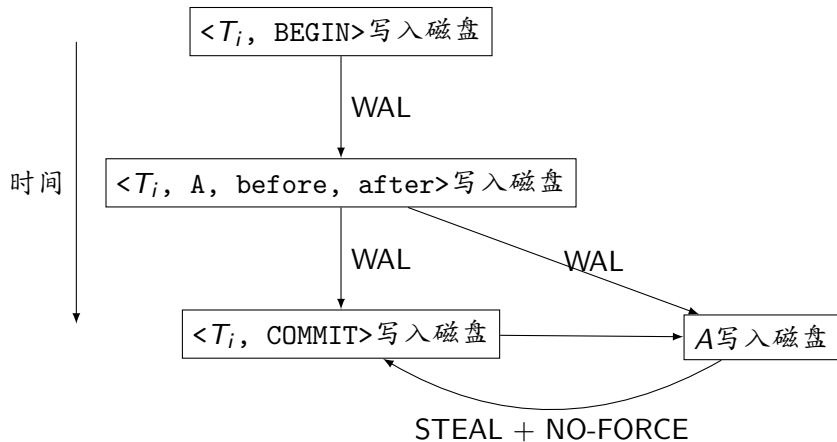 <Ti, BEGIN>写入磁盘
WAL
时间
<Ti, A, before, after>写入磁盘
WAL
WAL
<Ti, COMMIT>写入磁盘
A写入磁盘
STEAL + NO-FORCE